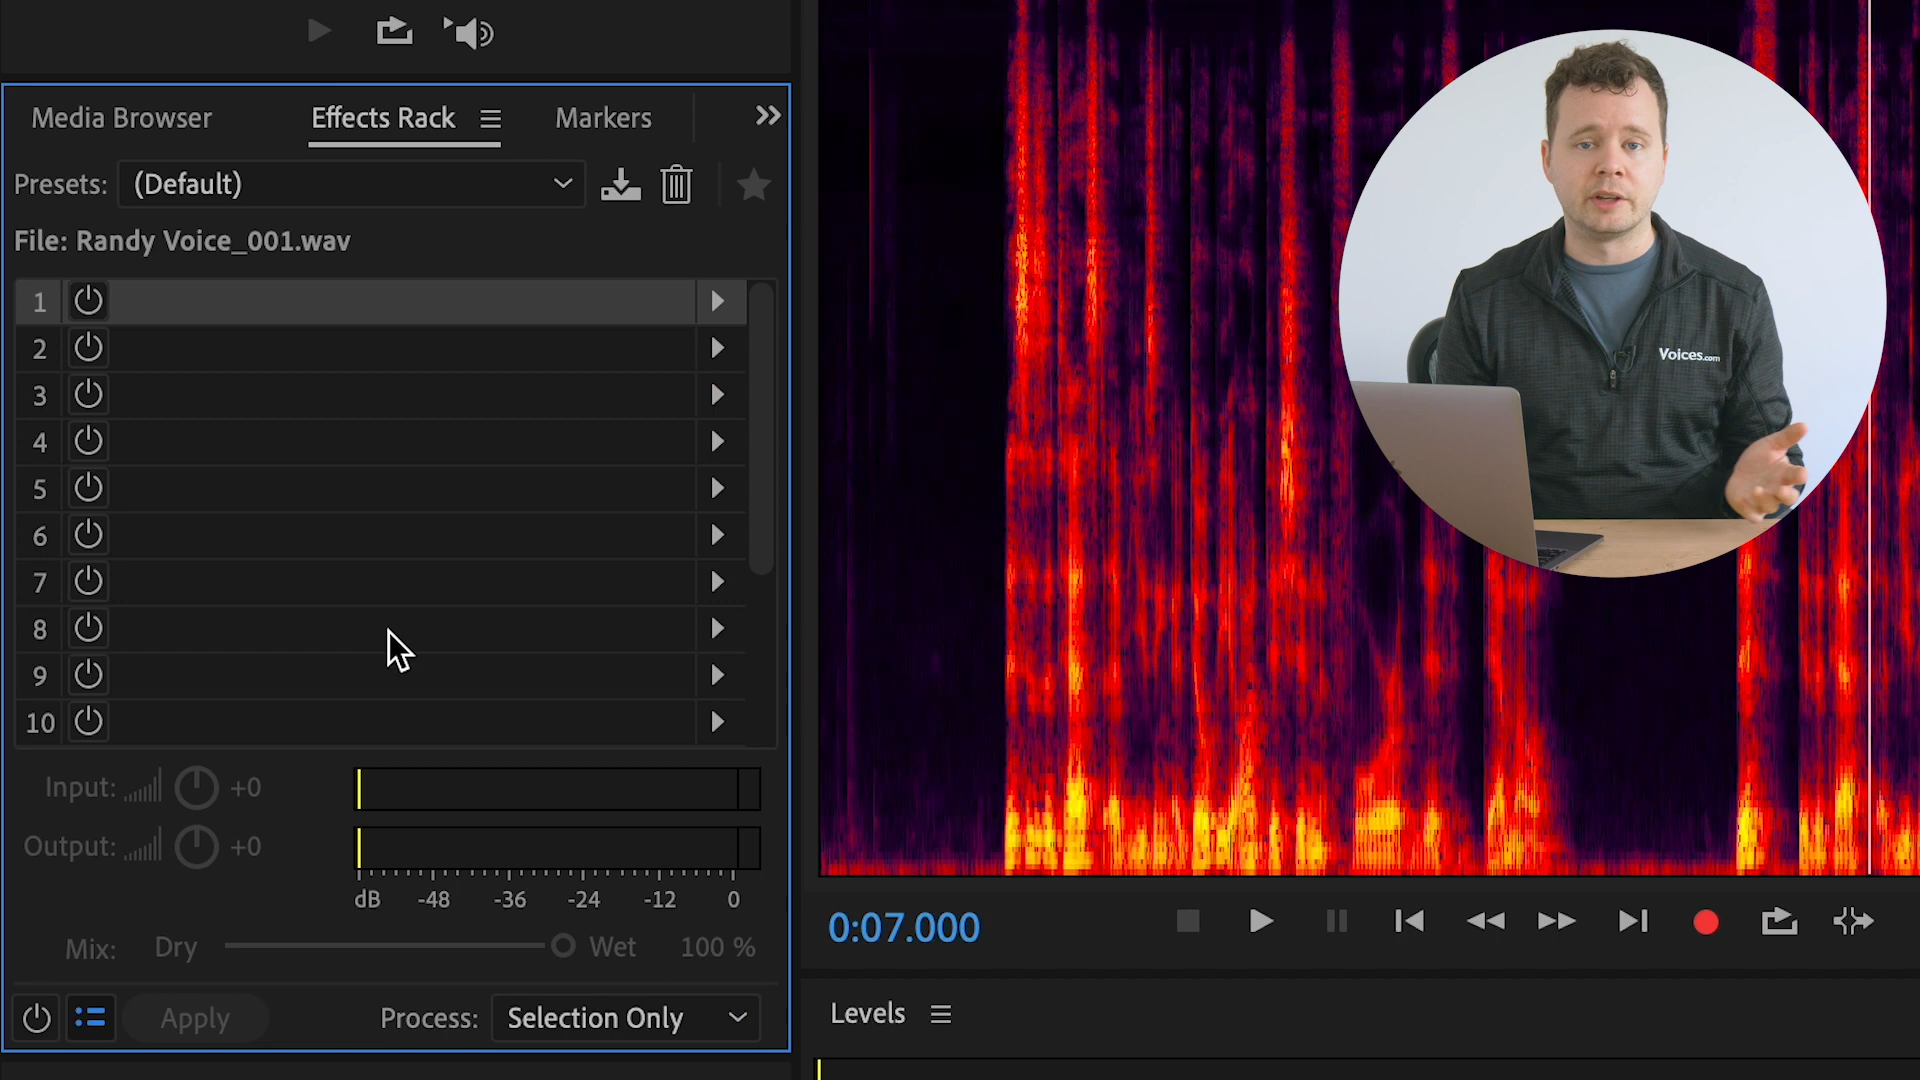 Media Browser
Effects Rack
Markers
Presets:
(Default)
File: Randy Voice_001.wav
1
2
3
4
5
6
7
8
9
10
Input:
+0
Output:
+0
dB -48 -36 -24 -12 0
Mix:
Dry
Wet
100 %
Apply
Process:
Selection Only
Voices.com
0:07.000
Levels